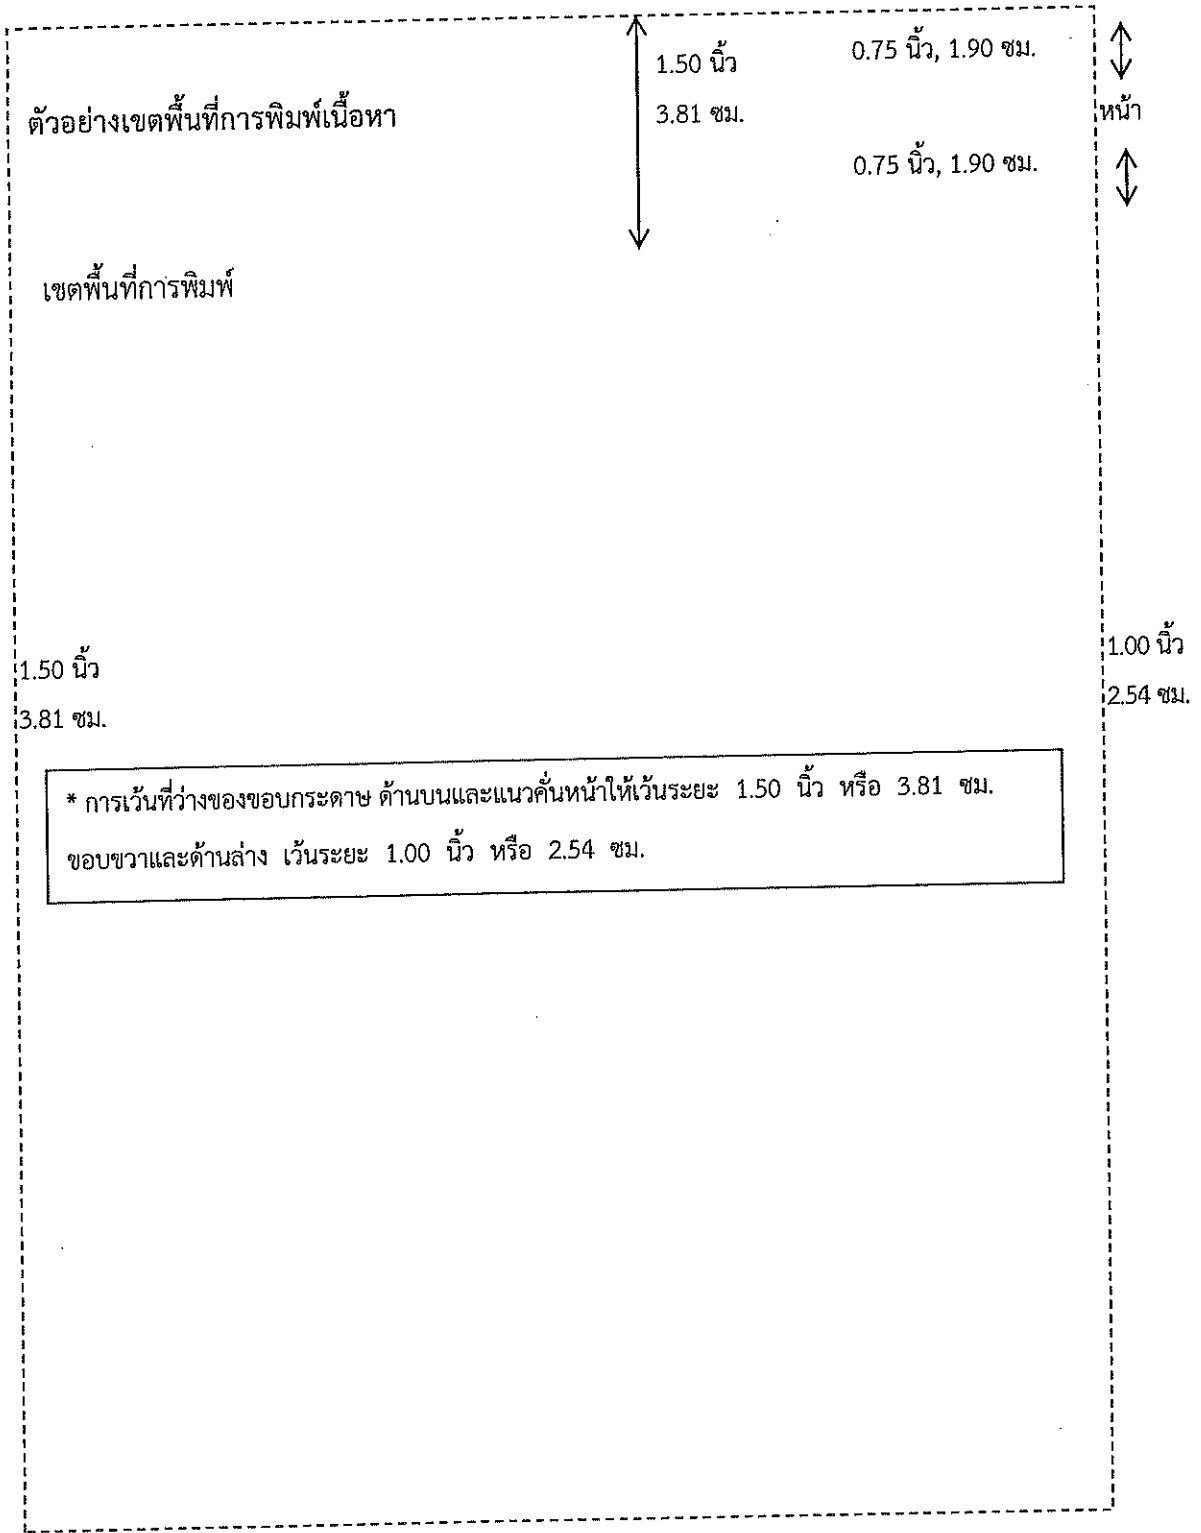 1.50 นิ้ว
0.75 นิ้ว, 1.90 ซม.
ตัวอย่างเขตพื้นที่การพิมพ์เนื้อหา
3.81 ซม.
หน้า
0.75 นิ้ว, 1.90 ซม.
เขตพื้นที่การพิมพ์
1.50 นิ้ว
3.81 ซม.
1.00 นิ้ว
2.54 ซม.
* การเว้นที่ว่างของขอบกระดาษ ด้านบนและแนวคั่นหน้าให้เว้นระยะ 1.50 นิ้ว หรือ 3.81 ซม.
ขอบขวาและด้านล่าง เว้นระยะ 1.00 นิ้ว หรือ 2.54 ซม.